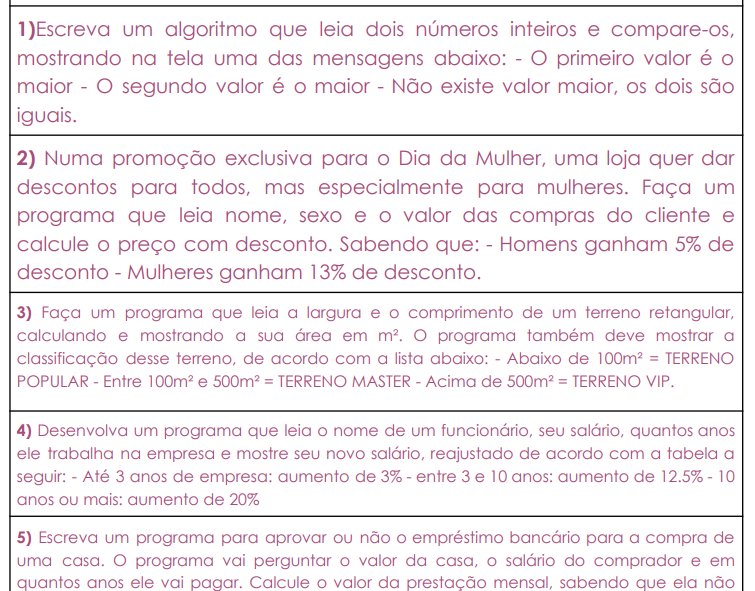 1)Escreva um algoritmo que leia dois números inteiros e compare-os,
mostrando na tela uma das mensagens abaixo: - O primeiro valor é o
maior - O segundo valor é o maior - Não existe valor maior, os dois são
iguais.
2) Numa promoção exclusiva para o Dia da Mulher, uma loja quer dar
descontos para todos, mas especialmente para mulheres. Faça um
programa que leia nome, sexo e o valor das compras do cliente e
calcule o preço com desconto. Sabendo que: - Homens ganham 5% de
desconto - Mulheres ganham 13% de desconto.
3) Faça um programa que leia a largura e o comprimento de um terreno retangular,
calculando e mostrando a sua área em m². O programa também deve mostrar a
classificação desse terreno, de acordo com a lista abaixo: - Abaixo de 100m² = TERRENO
POPULAR - Entre 100m² e 500m² = TERRENO MASTER - Acima de 500m² = TERRENO VIP.
4) Desenvolva um programa que leia o nome de um funcionário, seu salário, quantos anos
ele trabalha na empresa e mostre seu novo salário, reajustado de acordo com a tabela a
seguir: - Até 3 anos de empresa: aumento de 3% - entre 3 e 10 anos: aumento de 12.5% - 10
anos ou mais: aumento de 20%
5) Escreva um programa para aprovar ou não o empréstimo bancário para a compra de
uma casa. O programa vai perguntar o valor da casa, o salário do comprador e em
quantos anos ele vai pagar. Calcule o valor da prestação mensal, sabendo que ela não